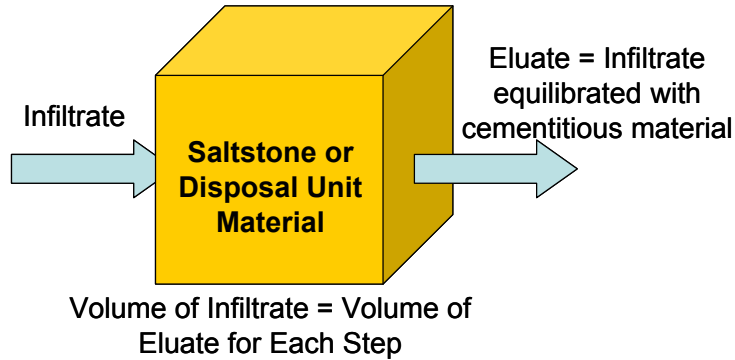 Infiltrate
Saltstone or
Disposal Unit
Material
Eluate = Infiltrate
equilibrated with
cementitious material
Volume of Infiltrate = Volume of
Eluate for Each Step